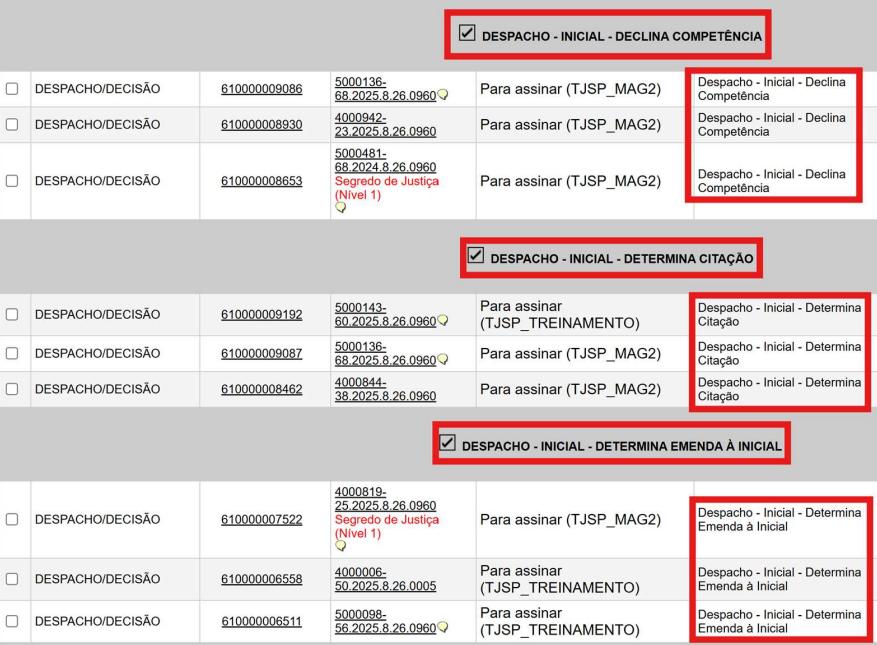 DESPACHO - INICIAL - DECLINA COMPETÊNCIA
DESPACHO/DECISÃO 610000009086 5000136-68.2025.8.26.0960 Para assinar (TJSP_MAG2) Despacho - Inicial - Declina Competência
DESPACHO/DECISÃO 610000008930 4000942-23.2025.8.26.0960 Para assinar (TJSP_MAG2) Despacho - Inicial - Declina Competência
DESPACHO/DECISÃO 610000008653 5000481-68.2024.8.26.0960 Segredo de Justiça (Nível 1) Para assinar (TJSP_MAG2) Despacho - Inicial - Declina Competência
DESPACHO - INICIAL - DETERMINA CITAÇÃO
DESPACHO/DECISÃO 610000009192 5000143-60.2025.8.26.0960 Para assinar (TJSP_TREINAMENTO) Despacho - Inicial - Determina Citação
DESPACHO/DECISÃO 610000009087 5000136-68.2025.8.26.0960 Para assinar (TJSP_MAG2) Despacho - Inicial - Determina Citação
DESPACHO/DECISÃO 610000008462 4000844-38.2025.8.26.0960 Para assinar (TJSP_MAG2) Despacho - Inicial - Determina Citação
DESPACHO - INICIAL - DETERMINA EMENDA À INICIAL
DESPACHO/DECISÃO 610000007522 4000819-25.2025.8.26.0960 Segredo de Justiça (Nível 1) Para assinar (TJSP_MAG2) Despacho - Inicial - Determina Emenda à Inicial
DESPACHO/DECISÃO 610000006558 4000006-50.2025.8.26.0005 Para assinar (TJSP_TREINAMENTO) Despacho - Inicial - Determina Emenda à Inicial
DESPACHO/DECISÃO 610000006511 5000098-56.2025.8.26.0960 Para assinar (TJSP_TREINAMENTO) Despacho - Inicial - Determina Emenda à Inicial